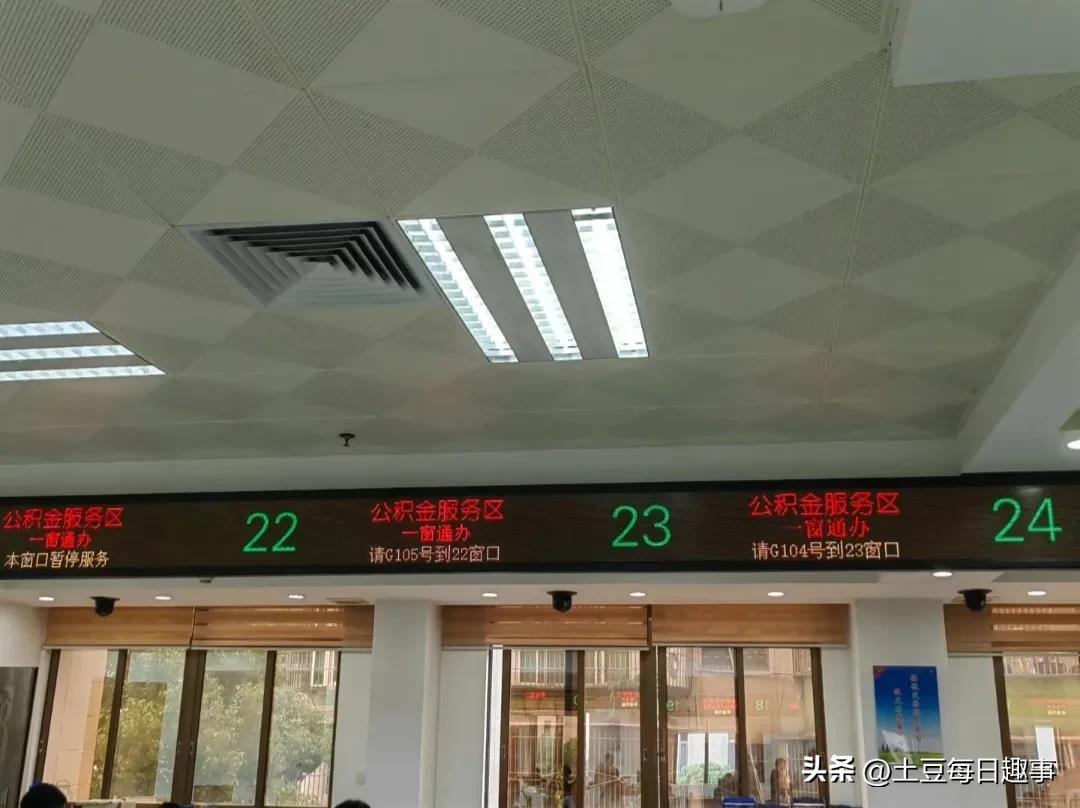 公积金服务区
一窗通办
本窗口暂停服务
22
公积金服务区
一窗通办
请G105号到22窗口
23
公积金服务区
一窗通办
请G104号到23窗口
24
18
19
头条 @土豆每日趣事